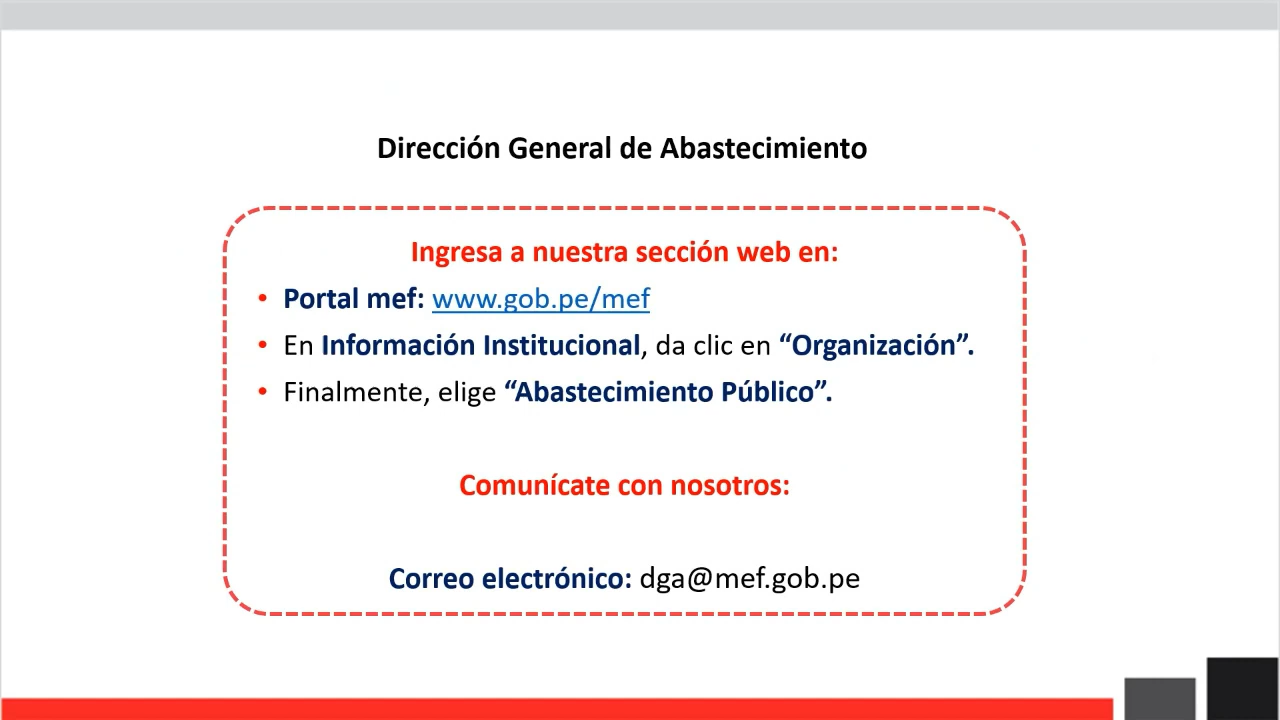 Dirección General de Abastecimiento
Ingresa a nuestra sección web en:
• Portal mef: www.gob.pe/mef
• En Información Institucional, da clic en “Organización”.
• Finalmente, elige “Abastecimiento Público”.
Comunícate con nosotros:
Correo electrónico: dga@mef.gob.pe